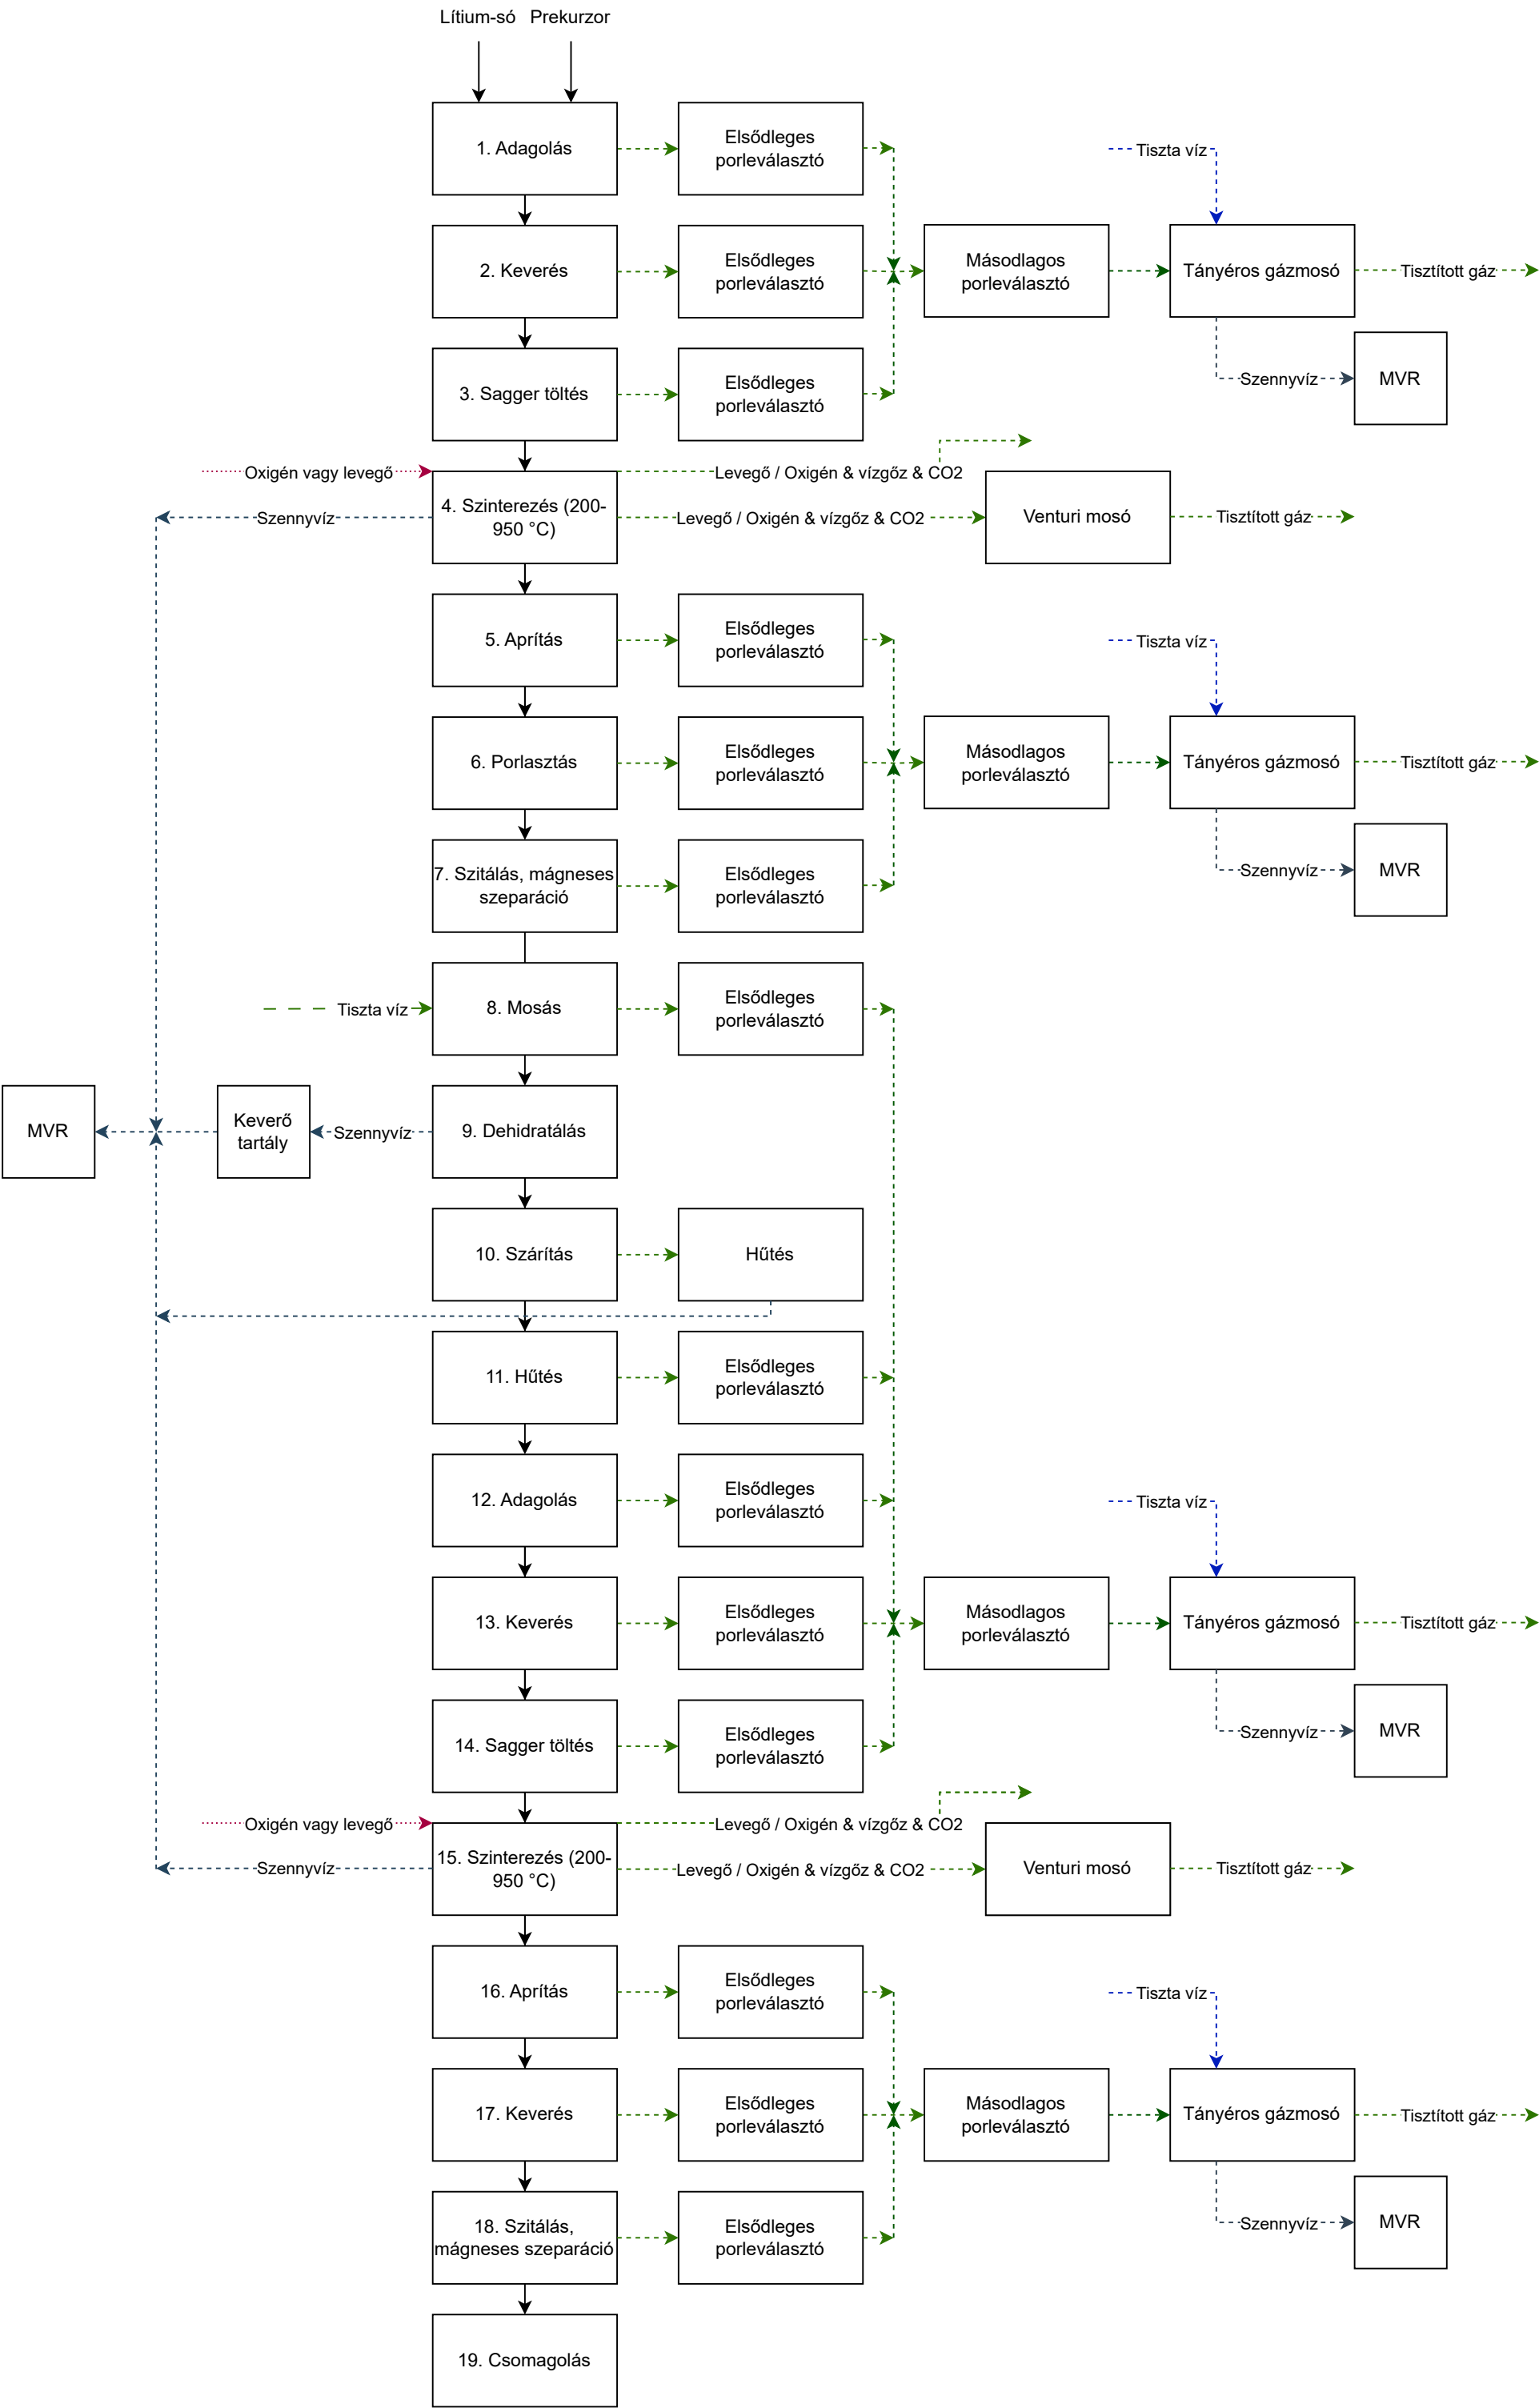 Lítium-só Prekurzor
1. Adagolás
Elsődleges
porleválasztó
Tiszta víz
2. Keverés
Elsődleges
porleválasztó
Másodlagos
porleválasztó
Tányéros gázmosó
Tisztított gáz
3. Sagger töltés
Elsődleges
porleválasztó
Szennyvíz
MVR
Oxigén vagy levegő
Levegő / Oxigén & vízgőz & CO2
Szennyvíz
4. Szinterezés (200-
950 °C)
Levegő / Oxigén & vízgőz & CO2
Venturi mosó
Tisztított gáz
5. Aprítás
Elsődleges
porleválasztó
Tiszta víz
6. Porlasztás
Elsődleges
porleválasztó
Másodlagos
porleválasztó
Tányéros gázmosó
Tisztított gáz
7. Szitálás, mágneses
szeparáció
Elsődleges
porleválasztó
Szennyvíz
MVR
Tiszta víz
8. Mosás
Elsődleges
porleválasztó
MVR
Keverő
tartály
Szennyvíz
9. Dehidratálás
10. Szárítás
Hűtés
11. Hűtés
Elsődleges
porleválasztó
12. Adagolás
Elsődleges
porleválasztó
Tiszta víz
13. Keverés
Elsődleges
porleválasztó
Másodlagos
porleválasztó
Tányéros gázmosó
Tisztított gáz
14. Sagger töltés
Elsődleges
porleválasztó
Szennyvíz
MVR
Oxigén vagy levegő
Levegő / Oxigén & vízgőz & CO2
Szennyvíz
15. Szinterezés (200-
950 °C)
Levegő / Oxigén & vízgőz & CO2
Venturi mosó
Tisztított gáz
16. Aprítás
Elsődleges
porleválasztó
Tiszta víz
17. Keverés
Elsődleges
porleválasztó
Másodlagos
porleválasztó
Tányéros gázmosó
Tisztított gáz
18. Szitálás,
mágneses szeparáció
Elsődleges
porleválasztó
Szennyvíz
MVR
19. Csomagolás